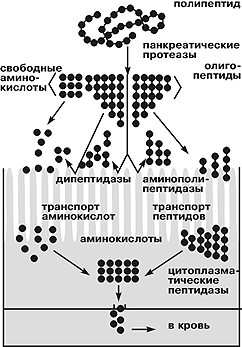 полипептид
панкреатические
протеазы
свободные
амино-
кислоты
олиго-
пептиды
дипептидазы
аминополи-
пептидазы
транспорт
аминокислот
транспорт
пептидов
аминокислоты
цитоплазма-
тические
пептидазы
в кровь